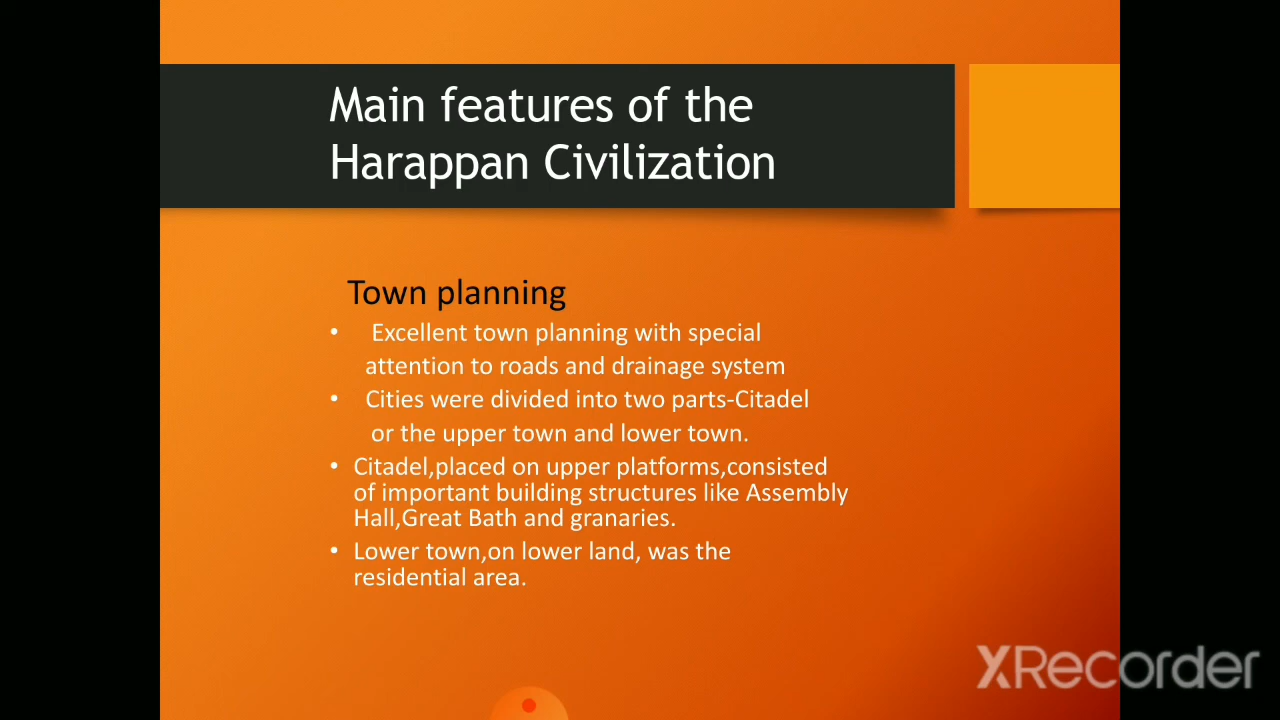 Main features of the
Harappan Civilization
Town planning
• Excellent town planning with special
attention to roads and drainage system
• Cities were divided into two parts-Citadel
or the upper town and lower town.
• Citadel,placed on upper platforms,consisted
of important building structures like Assembly
Hall,Great Bath and granaries.
• Lower town,on lower land, was the
residential area.
XRecorder